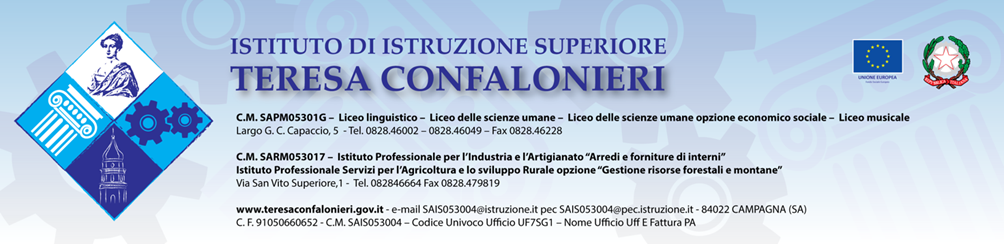 ISTITUTO DI ISTRUZIONE SUPERIORE
TERESA CONFALONIERI
UNIONE EUROPEA
C.M. SAPM05301G – Liceo linguistico – Liceo delle scienze umane – Liceo delle scienze umane opzione economico sociale – Liceo musicale
Largo G. C. Capaccio, 5 - Tel. 0828.46002 – 0828.46049 – Fax 0828.46228
C.M. SARM053017 – Istituto Professionale per l'Industria e l'Artigianato "Arredi e forniture di interni"
Istituto Professionale Servizi per l'Agricoltura e lo sviluppo Rurale opzione "Gestione risorse forestali e montane"
Via San Vito Superiore,1 - Tel. 082846664 Fax 0828.479819
www.teresaconfalonieri.gov.it - e-mail SAIS053004@istruzione.it pec SAIS053004@pec.istruzione.it - 84022 CAMPAGNA (SA)
C. F. 91050660652 - C.M. SAIS053004 – Codice Univoco Ufficio UF7SG1 – Nome Ufficio Uff E Fattura PA